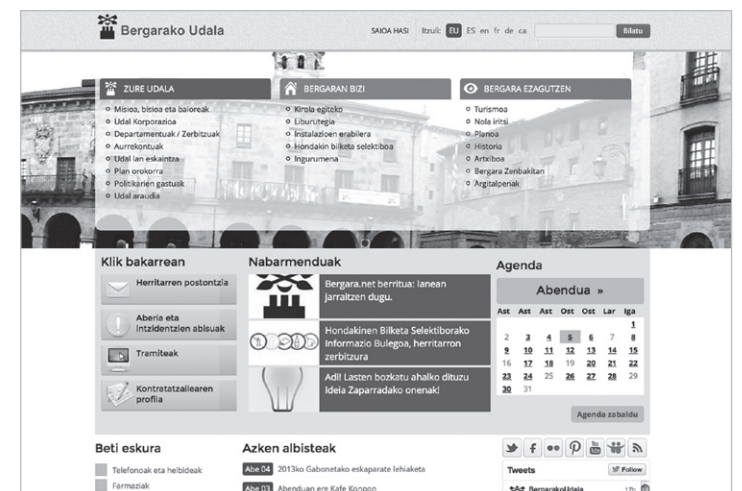 Bergarako Udala
SAIOA HASI Itzuli: EU ES en fr de ca Bilatu
ZURE UDALA
Misioa, bisioa eta baloreak
Udal Korporazioa
Departamentuak / Zerbitzuak
Aurrekontuak
Udal lan eskaintza
Plan orokorra
Politikarien gastuak
Udal araudia
BERGARAN BIZI
Kirola egiteko
Liburutegia
Instalazioen erabilera
Hondakin bilketa selektiboa
Ingurumena
BERGARA EZAGUTZEN
Turismoa
Nola iritsi
Planoa
Historia
Artxiboa
Bergara Zenbakitan
Argitalpenak
Klik bakarrean
Herritarren postontzia
Aberia eta
intzidentzien abisuak
Tramiteak
Kontratatzailearen
profila
Nabarmenduak
Bergara.net berritua: lanean
jarraitzen dugu.
Hondakinen Bilketa Selektiborako
Informazio Bulegoa, herritarron
zerbitzura
Adi! Lasten bozkatu ahalko dituzu
Ideia Zaparradako onenak!
Agenda
Abendua »
Ast Ast Ast Ost Ost Lar Iga
1
2 3 4 5 6 7 8
9 10 11 12 13 14 15
16 17 18 19 20 21 22
23 24 25 26 27 28 29
30 31
Agenda zabaldu
Beti eskura
Telefonoak eta helbideak
Farmaziak
Azken albisteak
Abe 04 2013ko Gabonetako eskaparate lehiaketa
Abe 03 Abenduan ere Kafe Konpon
You Tube
Tweets Follow
BergarakoUdala 17h